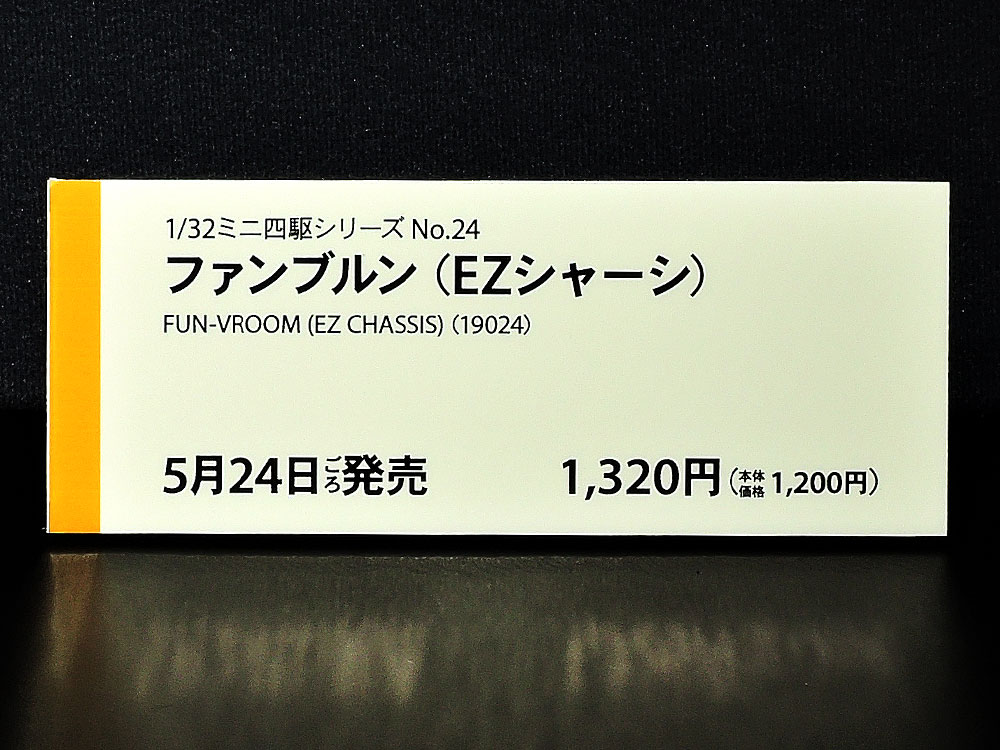 1/32ミニ四駆シリーズ No.24
ファンブルン（EZシャーシ）
FUN-VROOM (EZ CHASSIS)（19024）
5月24日ごろ発売 1,320円（本体価格1,200円）